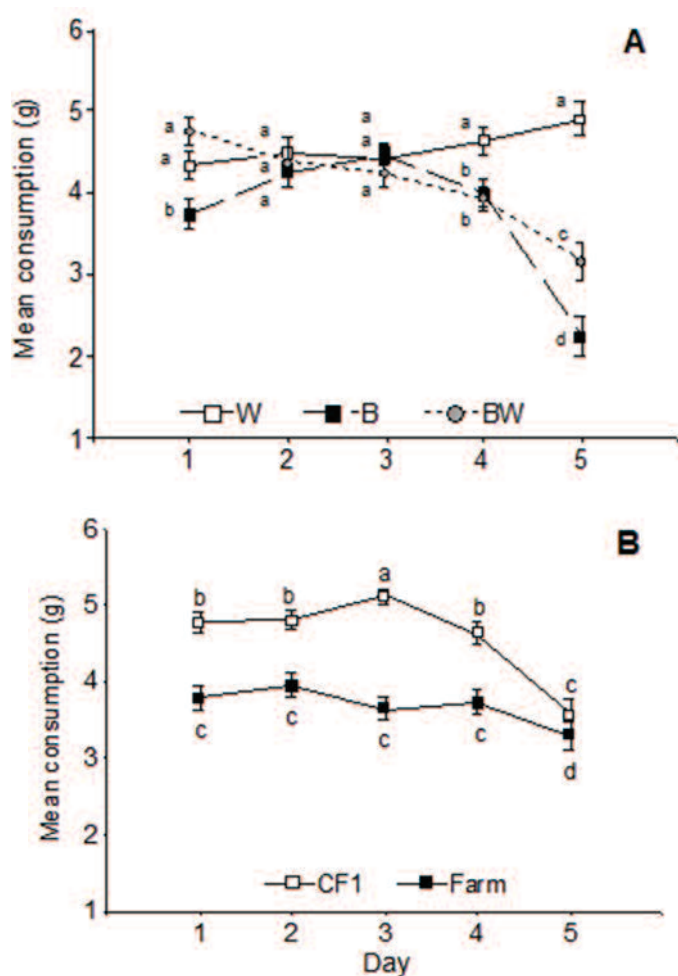 A
Mean consumption (g)
6
5
4
3
2
1
a a a a a
a a a b c
b a a b d
W B BW
1 2 3 4 5
B
Mean consumption (g)
6
5
4
3
2
1
b b a b c
c c c c d
CF1 Farm
1 2 3 4 5
Day